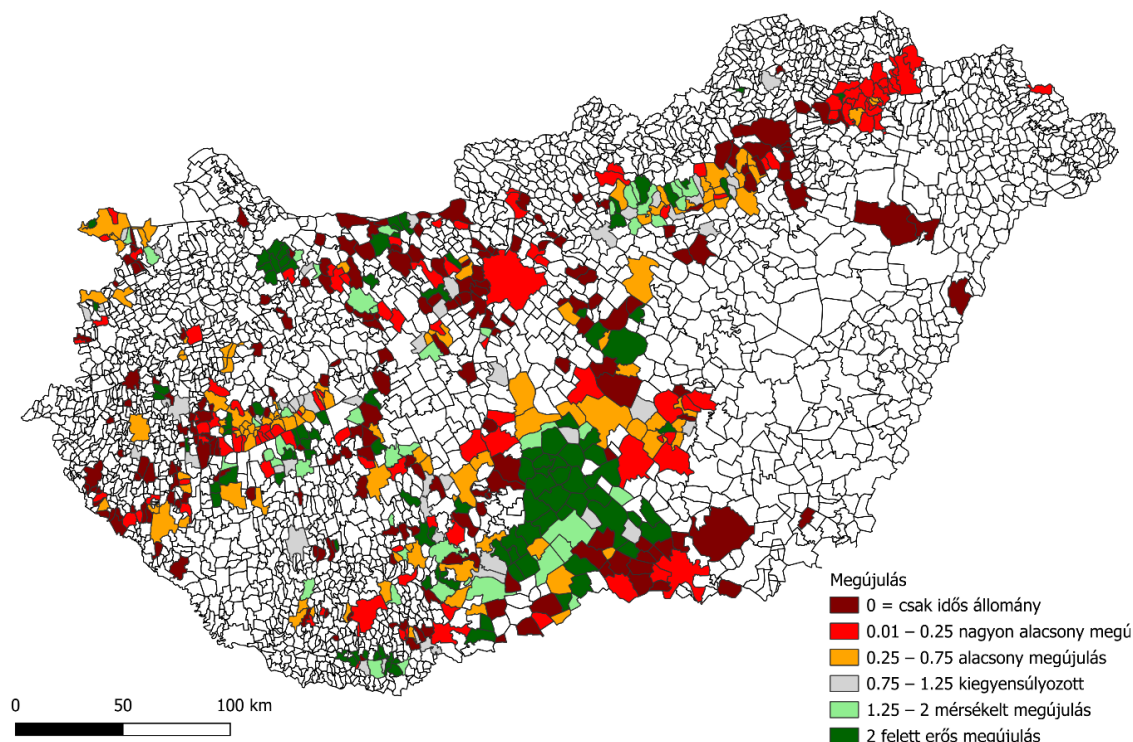 Megújulás
0 = csak idős állomány
0.01 – 0.25 nagyon alacsony megú
0.25 – 0.75 alacsony megújulás
0.75 – 1.25 kiegyensúlyozott
1.25 – 2 mérsékelt megújulás
2 felett erős megújulás
0 50 100 km